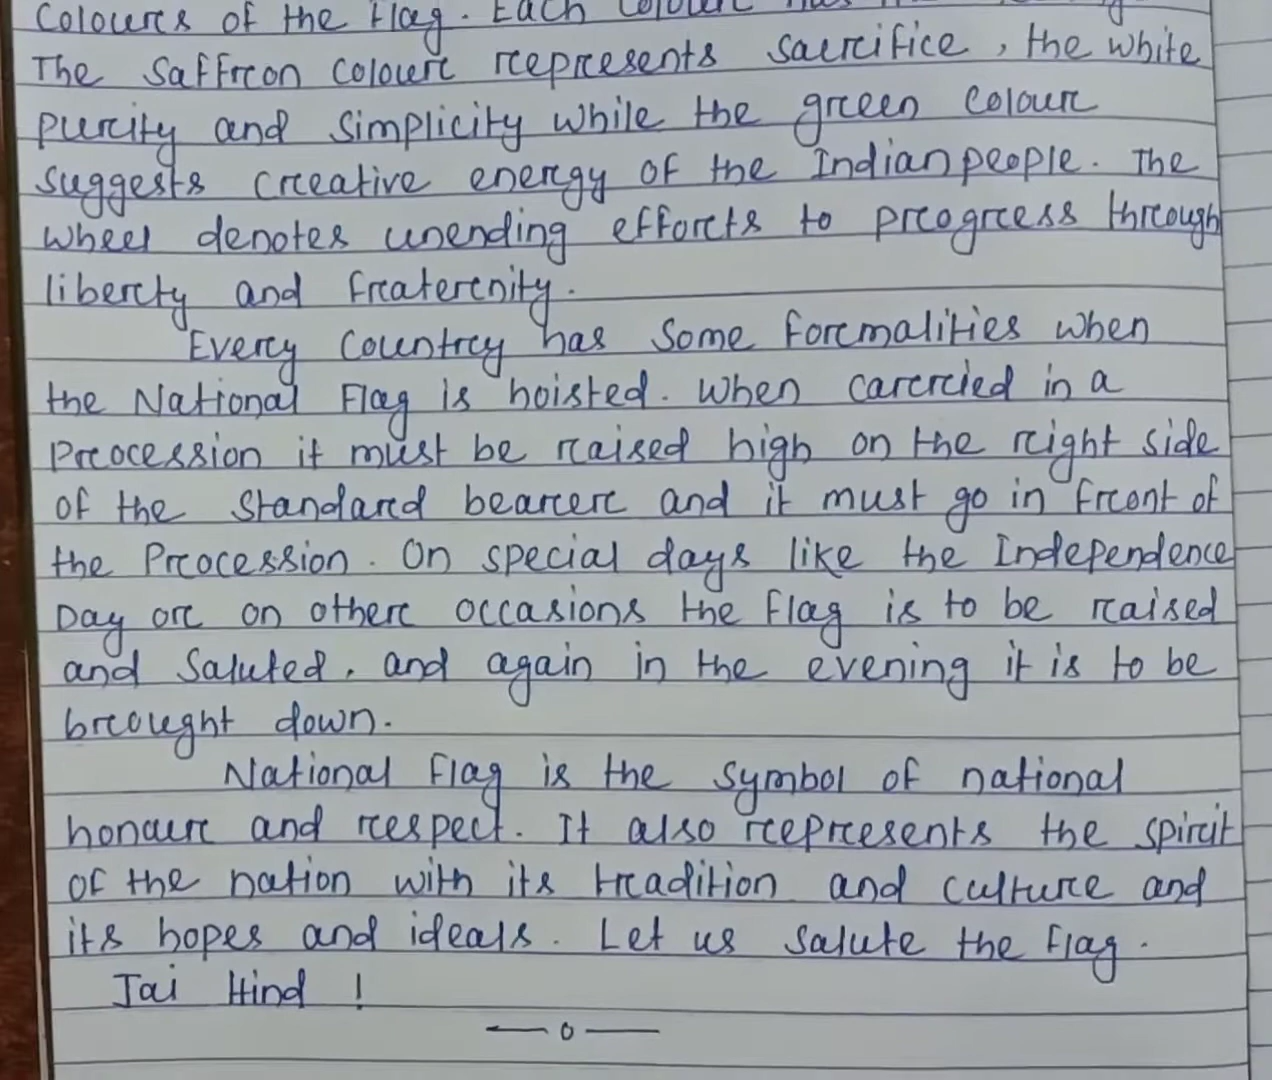 Colours of the Flag. Each colour
The Saffron colour represents sacrifice, the white
purity and simplicity while the green colour
suggests creative energy of the Indian people. The
wheel denotes unending efforts to progress through
liberty and fraternity.
Every country has some formalities when
the National Flag is hoisted. When carried in a
procession it must be raised high on the right side
of the standard bearer and it must go in front of
the Procession. On special days like the Independence
Day or on other occasions the flag is to be raised
and saluted, and again in the evening it is to be
brought down.
National Flag is the symbol of national
honour and respect. It also represents the spirit
of the nation with its tradition and culture and
its hopes and ideals. Let us salute the flag.
Jai Hind !
—— 0 ——